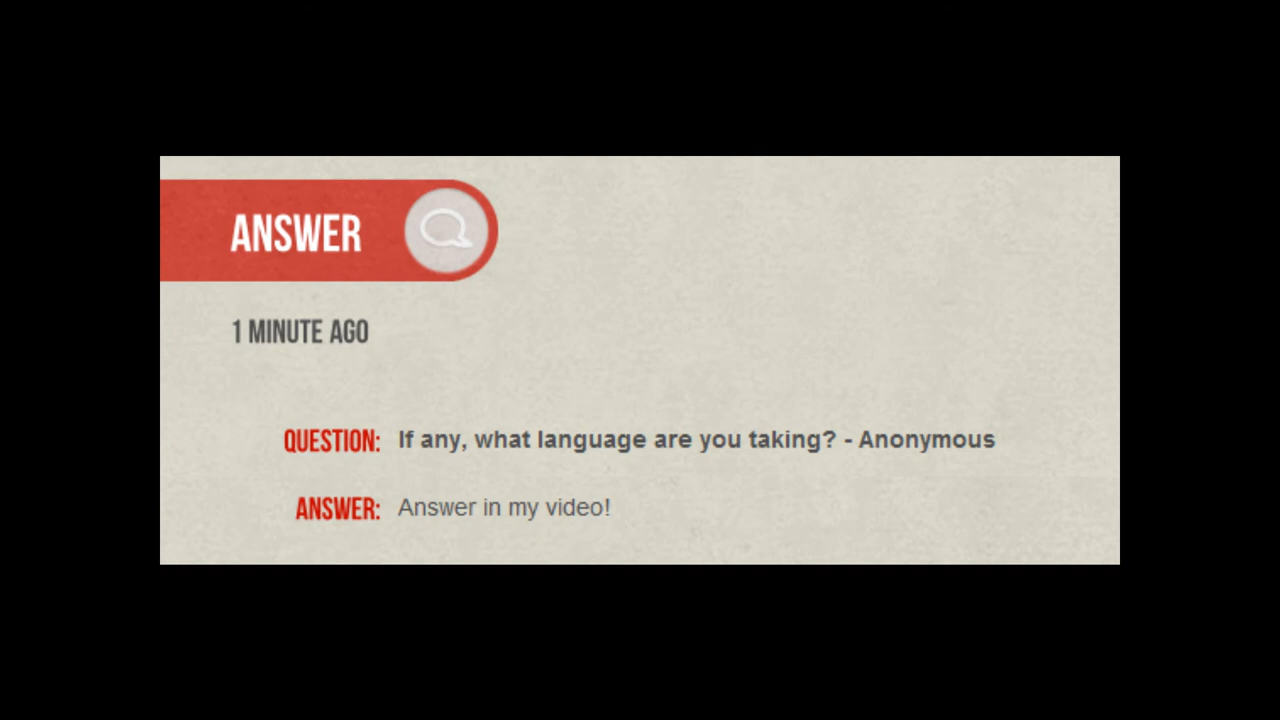 ANSWER
1 MINUTE AGO
QUESTION: If any, what language are you taking? - Anonymous
ANSWER: Answer in my video!